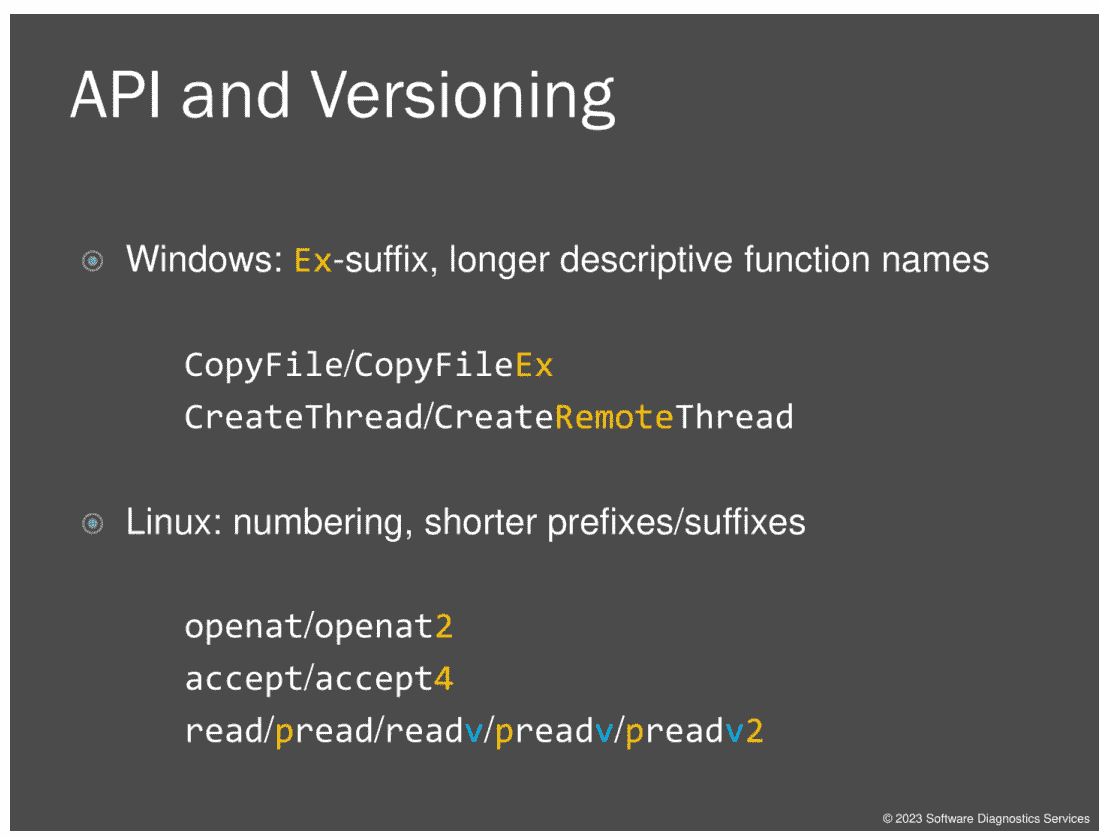 API and Versioning
Windows: Ex-suffix, longer descriptive function names
CopyFile/CopyFileEx
CreateThread/CreateRemoteThread
Linux: numbering, shorter prefixes/suffixes
openat/openat2
accept/accept4
read/pread/readv/preadv/preadv2
© 2023 Software Diagnostics Services